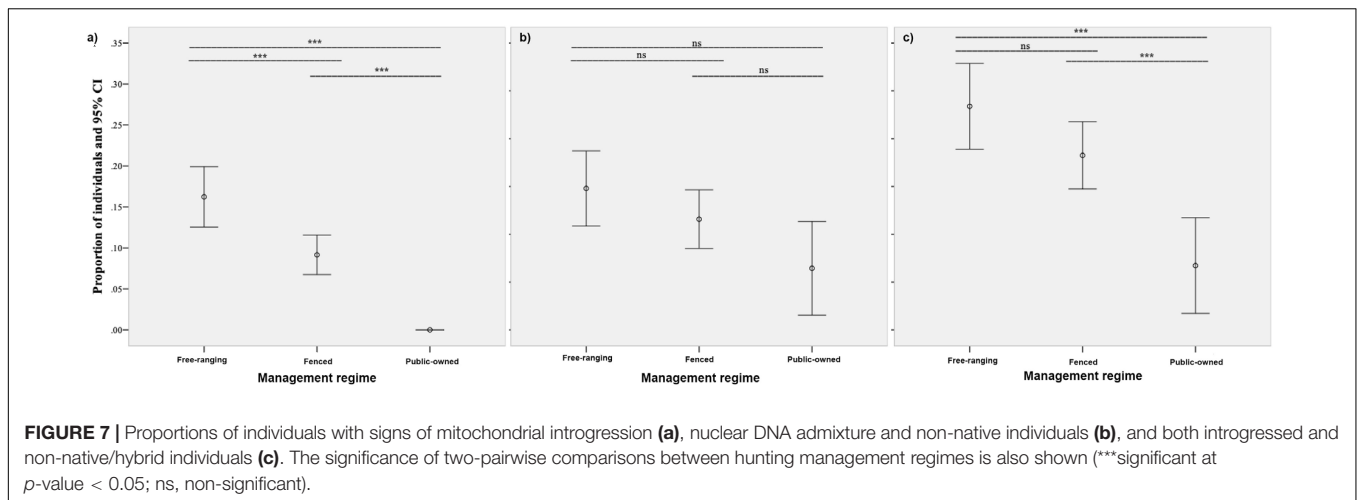 a)
b)
c)
***
***
***
ns
ns
ns
***
ns
***
Proportion of individuals and 95% CI
.35
.30
.25
.20
.15
.10
.05
.00
Free-ranging Fenced Public-owned
Management regime
Free-ranging Fenced Public-owned
Management regime
Free-ranging Fenced Public-owned
Management regime
FIGURE 7 | Proportions of individuals with signs of mitochondrial introgression (a), nuclear DNA admixture and non-native individuals (b), and both introgressed and
non-native/hybrid individuals (c). The significance of two-pairwise comparisons between hunting management regimes is also shown (***significant at
p-value < 0.05; ns, non-significant).